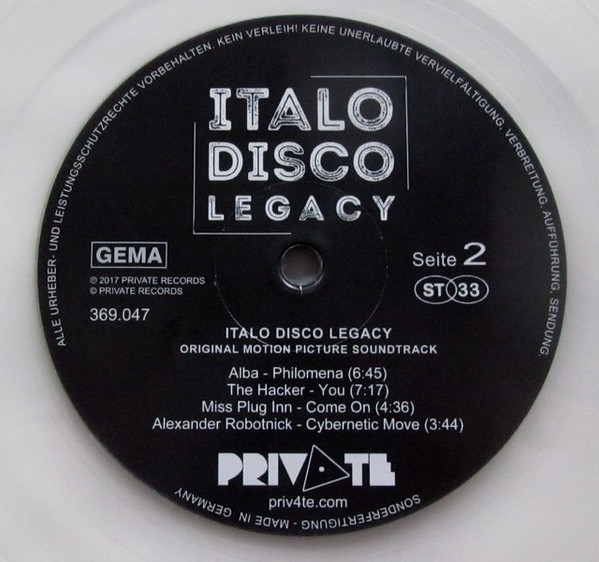 ALLE URHEBER- UND LEISTUNGSSCHUTZRECHTE VORBEHALTEN. KEIN VERLEIH! KEINE UNERLAUBTE VERVIELFÄLTIGUNG, VERBREITUNG, AUFFÜHRUNG, SENDUNG.
ITALO
DISCO
LEGACY
GEMA
℗ 2017 PRIVATE RECORDS
© PRIVATE RECORDS
369.047
Seite 2
ST 33
ITALO DISCO LEGACY
ORIGINAL MOTION PICTURE SOUNDTRACK
Alba - Philomena (6:45)
The Hacker - You (7:17)
Miss Plug Inn - Come On (4:36)
Alexander Robotnick - Cybernetic Move (3:44)
PRIVATE
priv4te.com
SONDERFERTIGUNG - MADE IN GERMANY